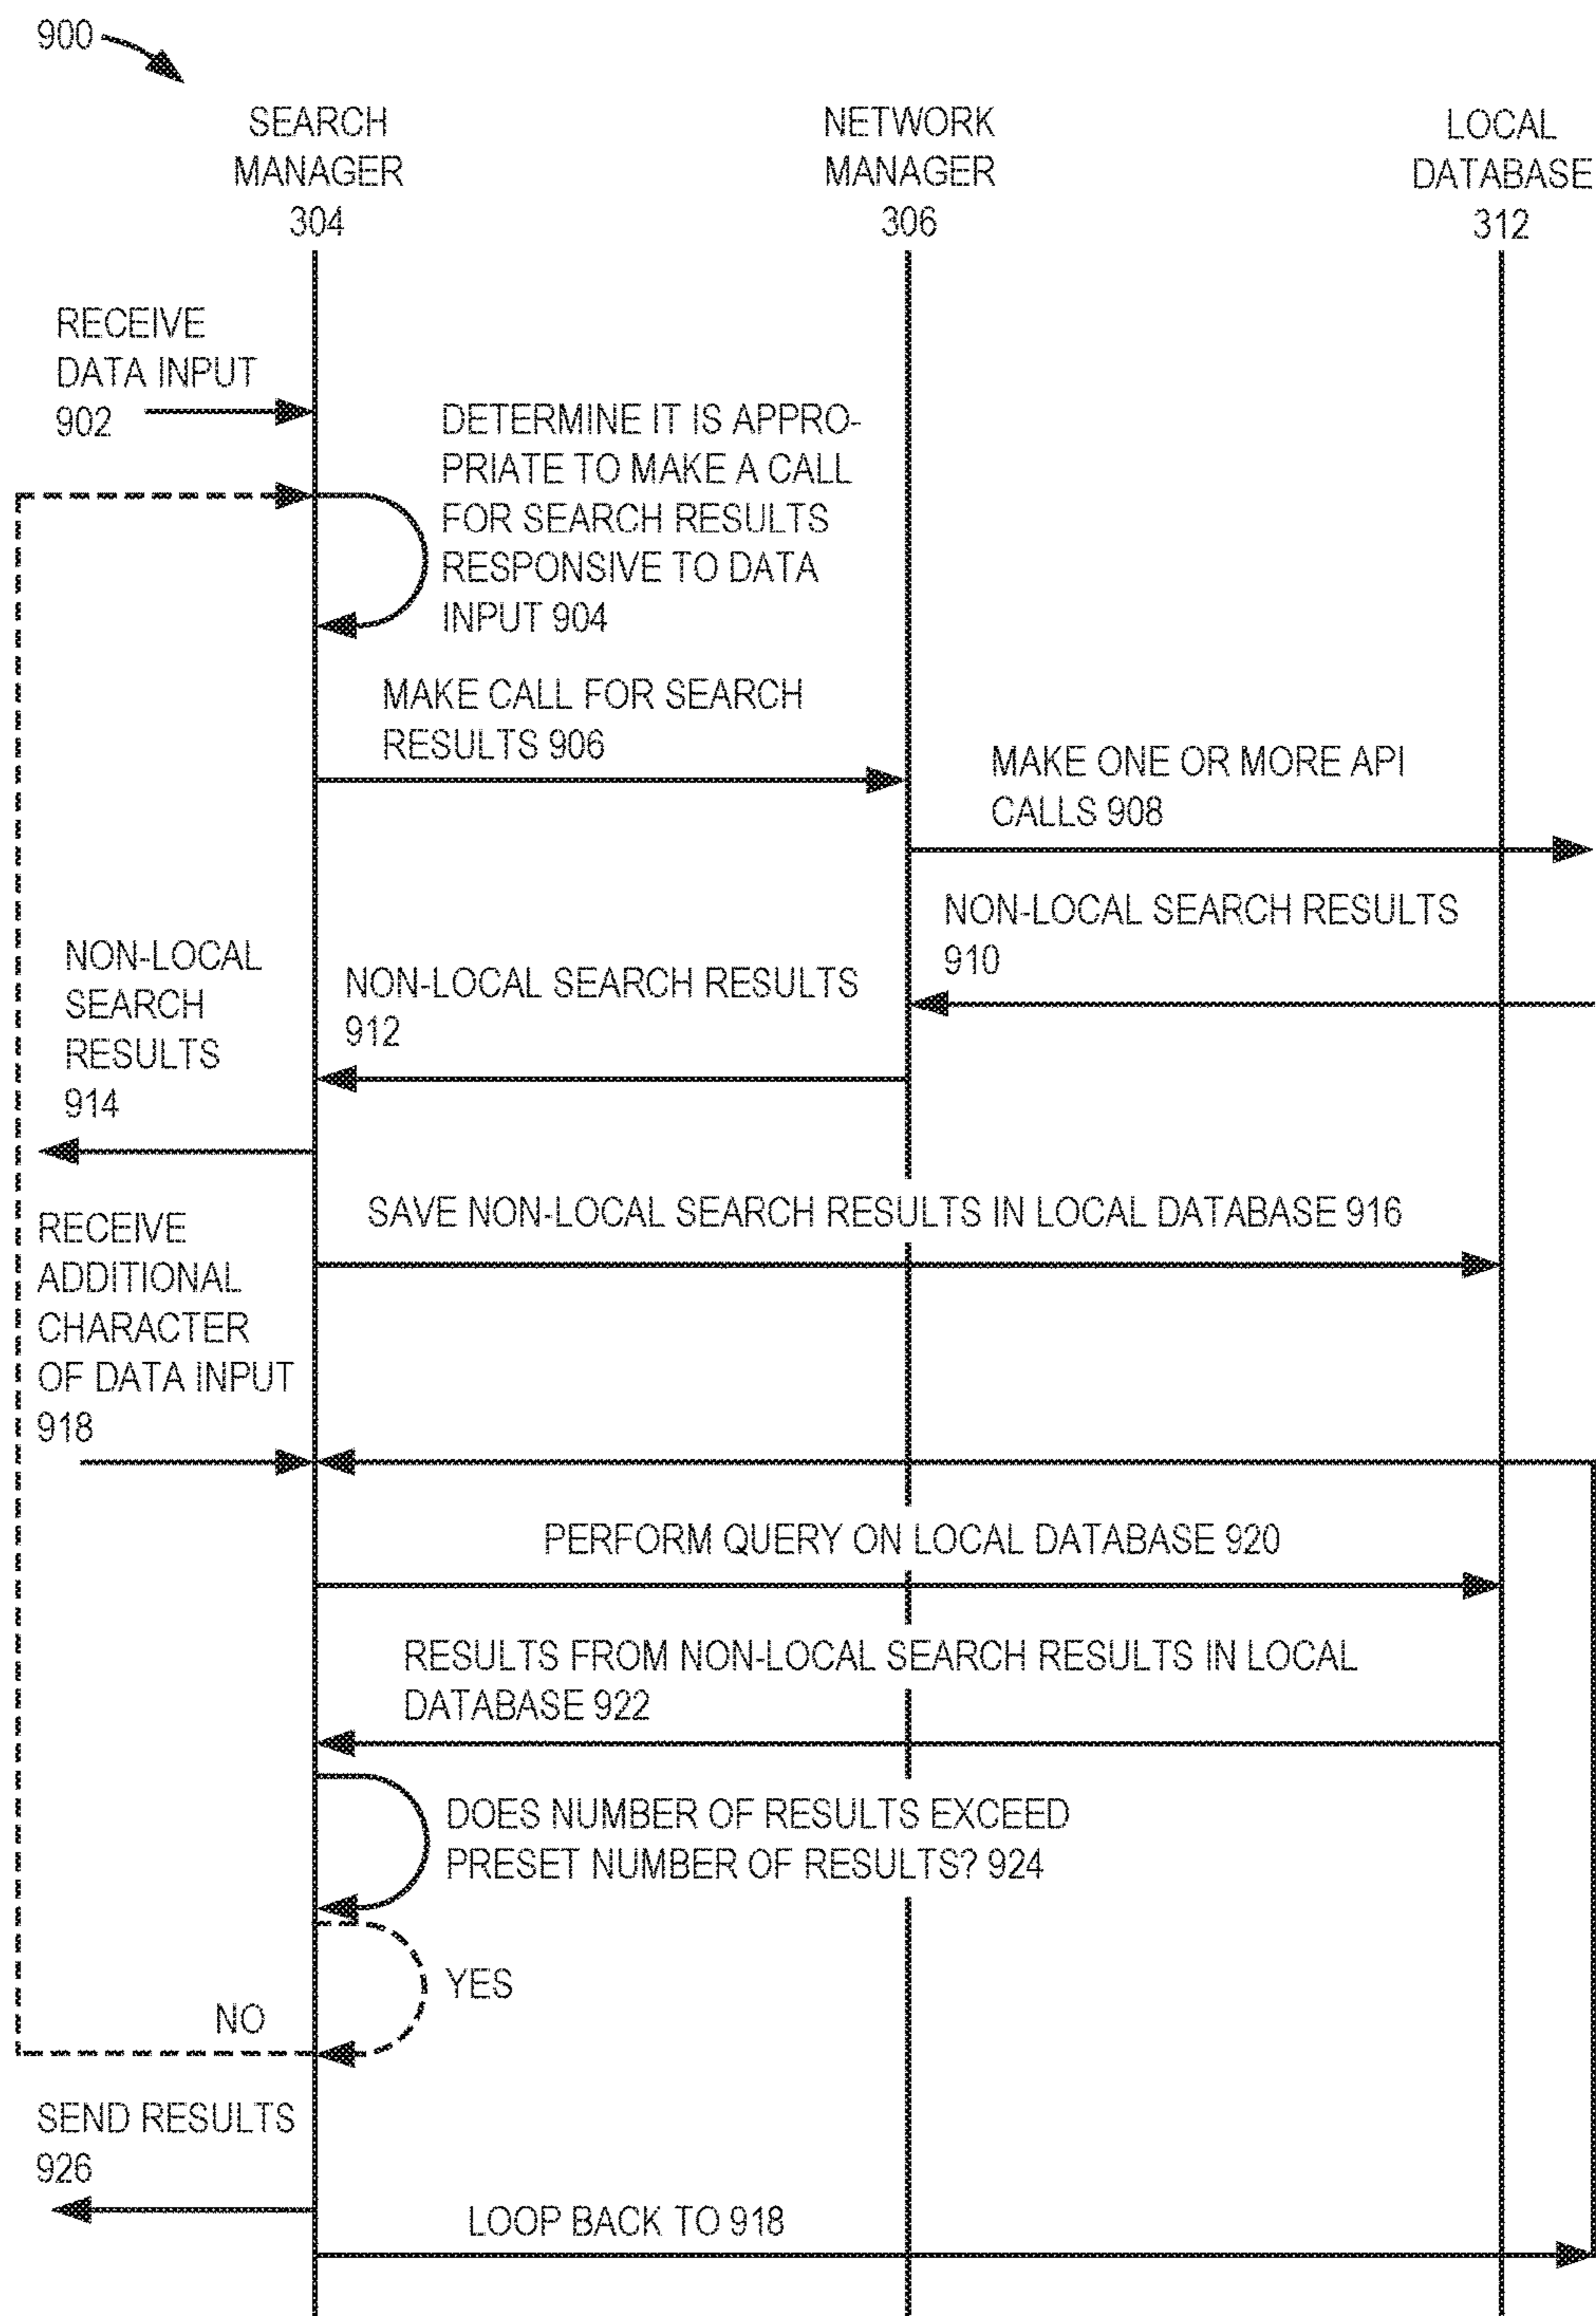 900
SEARCH
MANAGER
304
NETWORK
MANAGER
306
LOCAL
DATABASE
312
RECEIVE
DATA INPUT
902
DETERMINE IT IS APPRO-
PRIATE TO MAKE A CALL
FOR SEARCH RESULTS
RESPONSIVE TO DATA
INPUT 904
MAKE CALL FOR SEARCH
RESULTS 906
MAKE ONE OR MORE API
CALLS 908
NON-LOCAL SEARCH RESULTS
910
NON-LOCAL SEARCH RESULTS
912
NON-LOCAL
SEARCH
RESULTS
914
SAVE NON-LOCAL SEARCH RESULTS IN LOCAL DATABASE 916
RECEIVE
ADDITIONAL
CHARACTER
OF DATA INPUT
918
PERFORM QUERY ON LOCAL DATABASE 920
RESULTS FROM NON-LOCAL SEARCH RESULTS IN LOCAL
DATABASE 922
DOES NUMBER OF RESULTS EXCEED
PRESET NUMBER OF RESULTS? 924
YES
NO
SEND RESULTS
926
LOOP BACK TO 918